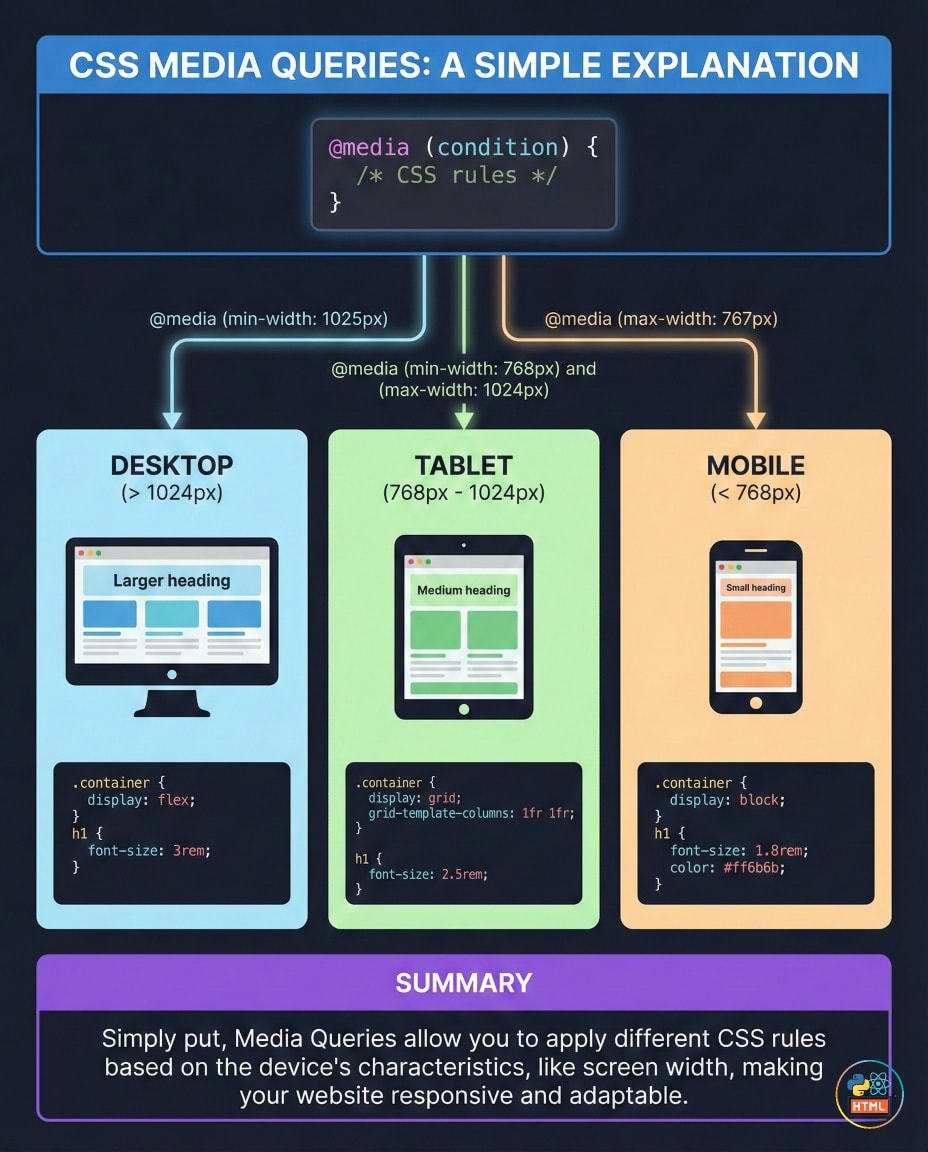 CSS MEDIA QUERIES: A SIMPLE EXPLANATION
@media (condition) {
  /* CSS rules */
}
@media (min-width: 1025px)
@media (max-width: 767px)
@media (min-width: 768px) and
(max-width: 1024px)
DESKTOP
(> 1024px)
Larger heading
.container {
  display: flex;
}
h1 {
  font-size: 3rem;
}
TABLET
(768px - 1024px)
Medium heading
.container {
  display: grid;
  grid-template-columns: 1fr 1fr;
}
h1 {
  font-size: 2.5rem;
}
MOBILE
(< 768px)
Small heading
.container {
  display: block;
}
h1 {
  font-size: 1.8rem;
  color: #ff6b6b;
}
SUMMARY
Simply put, Media Queries allow you to apply different CSS rules
based on the device's characteristics, like screen width, making
your website responsive and adaptable.
HTML